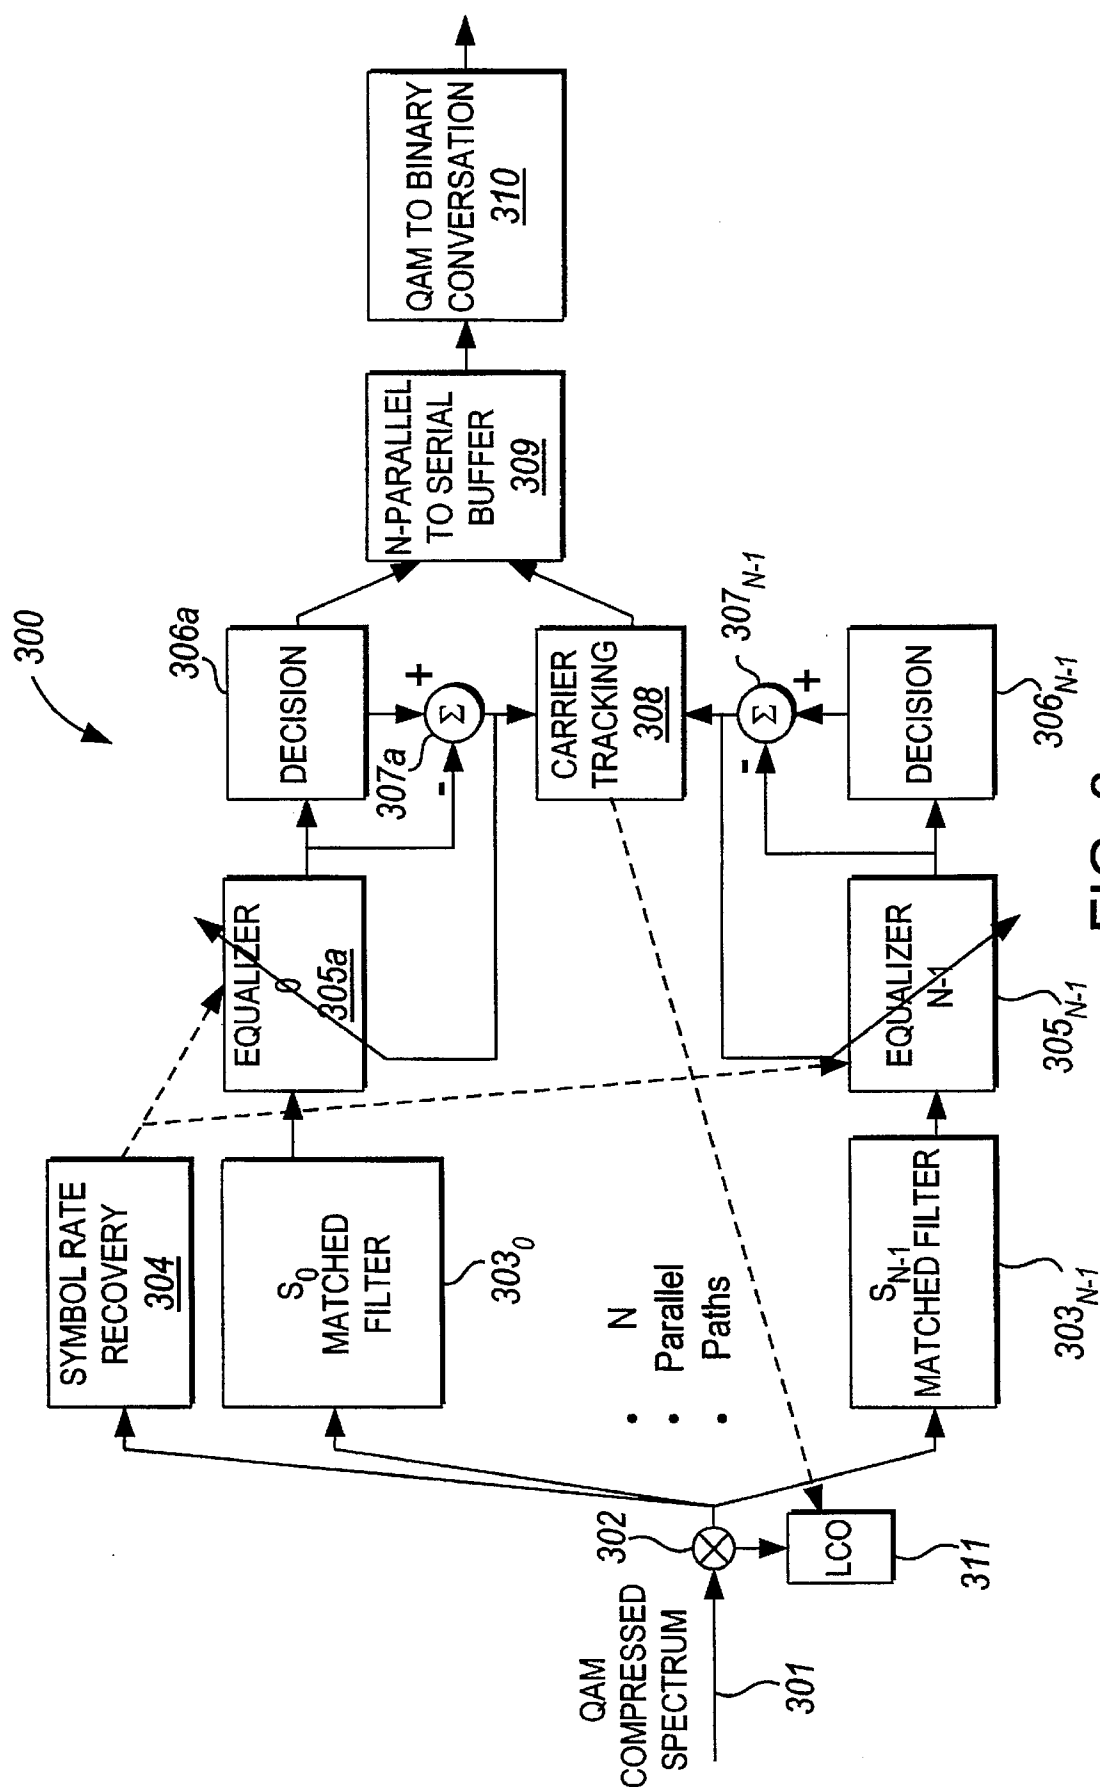 300
QAM
COMPRESSED
SPECTRUM
301
302
LCO
311
SYMBOL RATE
RECOVERY
304
S0
MATCHED
FILTER
3030
N
Parallel
Paths
SN-1
MATCHED FILTER
303N-1
EQUALIZER
0
305a
EQUALIZER
N-1
305N-1
DECISION
306a
+
-
Σ
307a
CARRIER
TRACKING
308
307N-1
Σ
-
+
DECISION
306N-1
N-PARALLEL
TO SERIAL
BUFFER
309
QAM TO BINARY
CONVERSATION
310